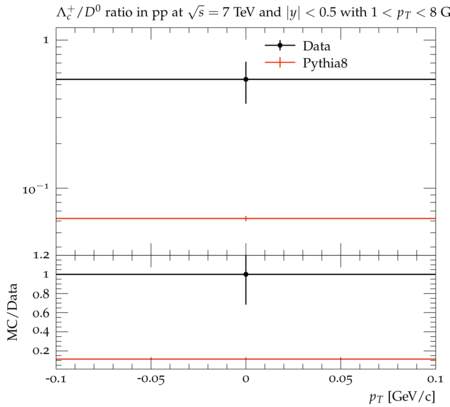 Λc+/D0 ratio in pp at √s = 7 TeV and |y| < 0.5 with 1 < pT < 8 G
Data
Pythia8
1
10−1
MC/Data
1.2
1
0.8
0.6
0.4
0.2
-0.1 -0.05 0 0.05 0.1
pT [GeV/c]